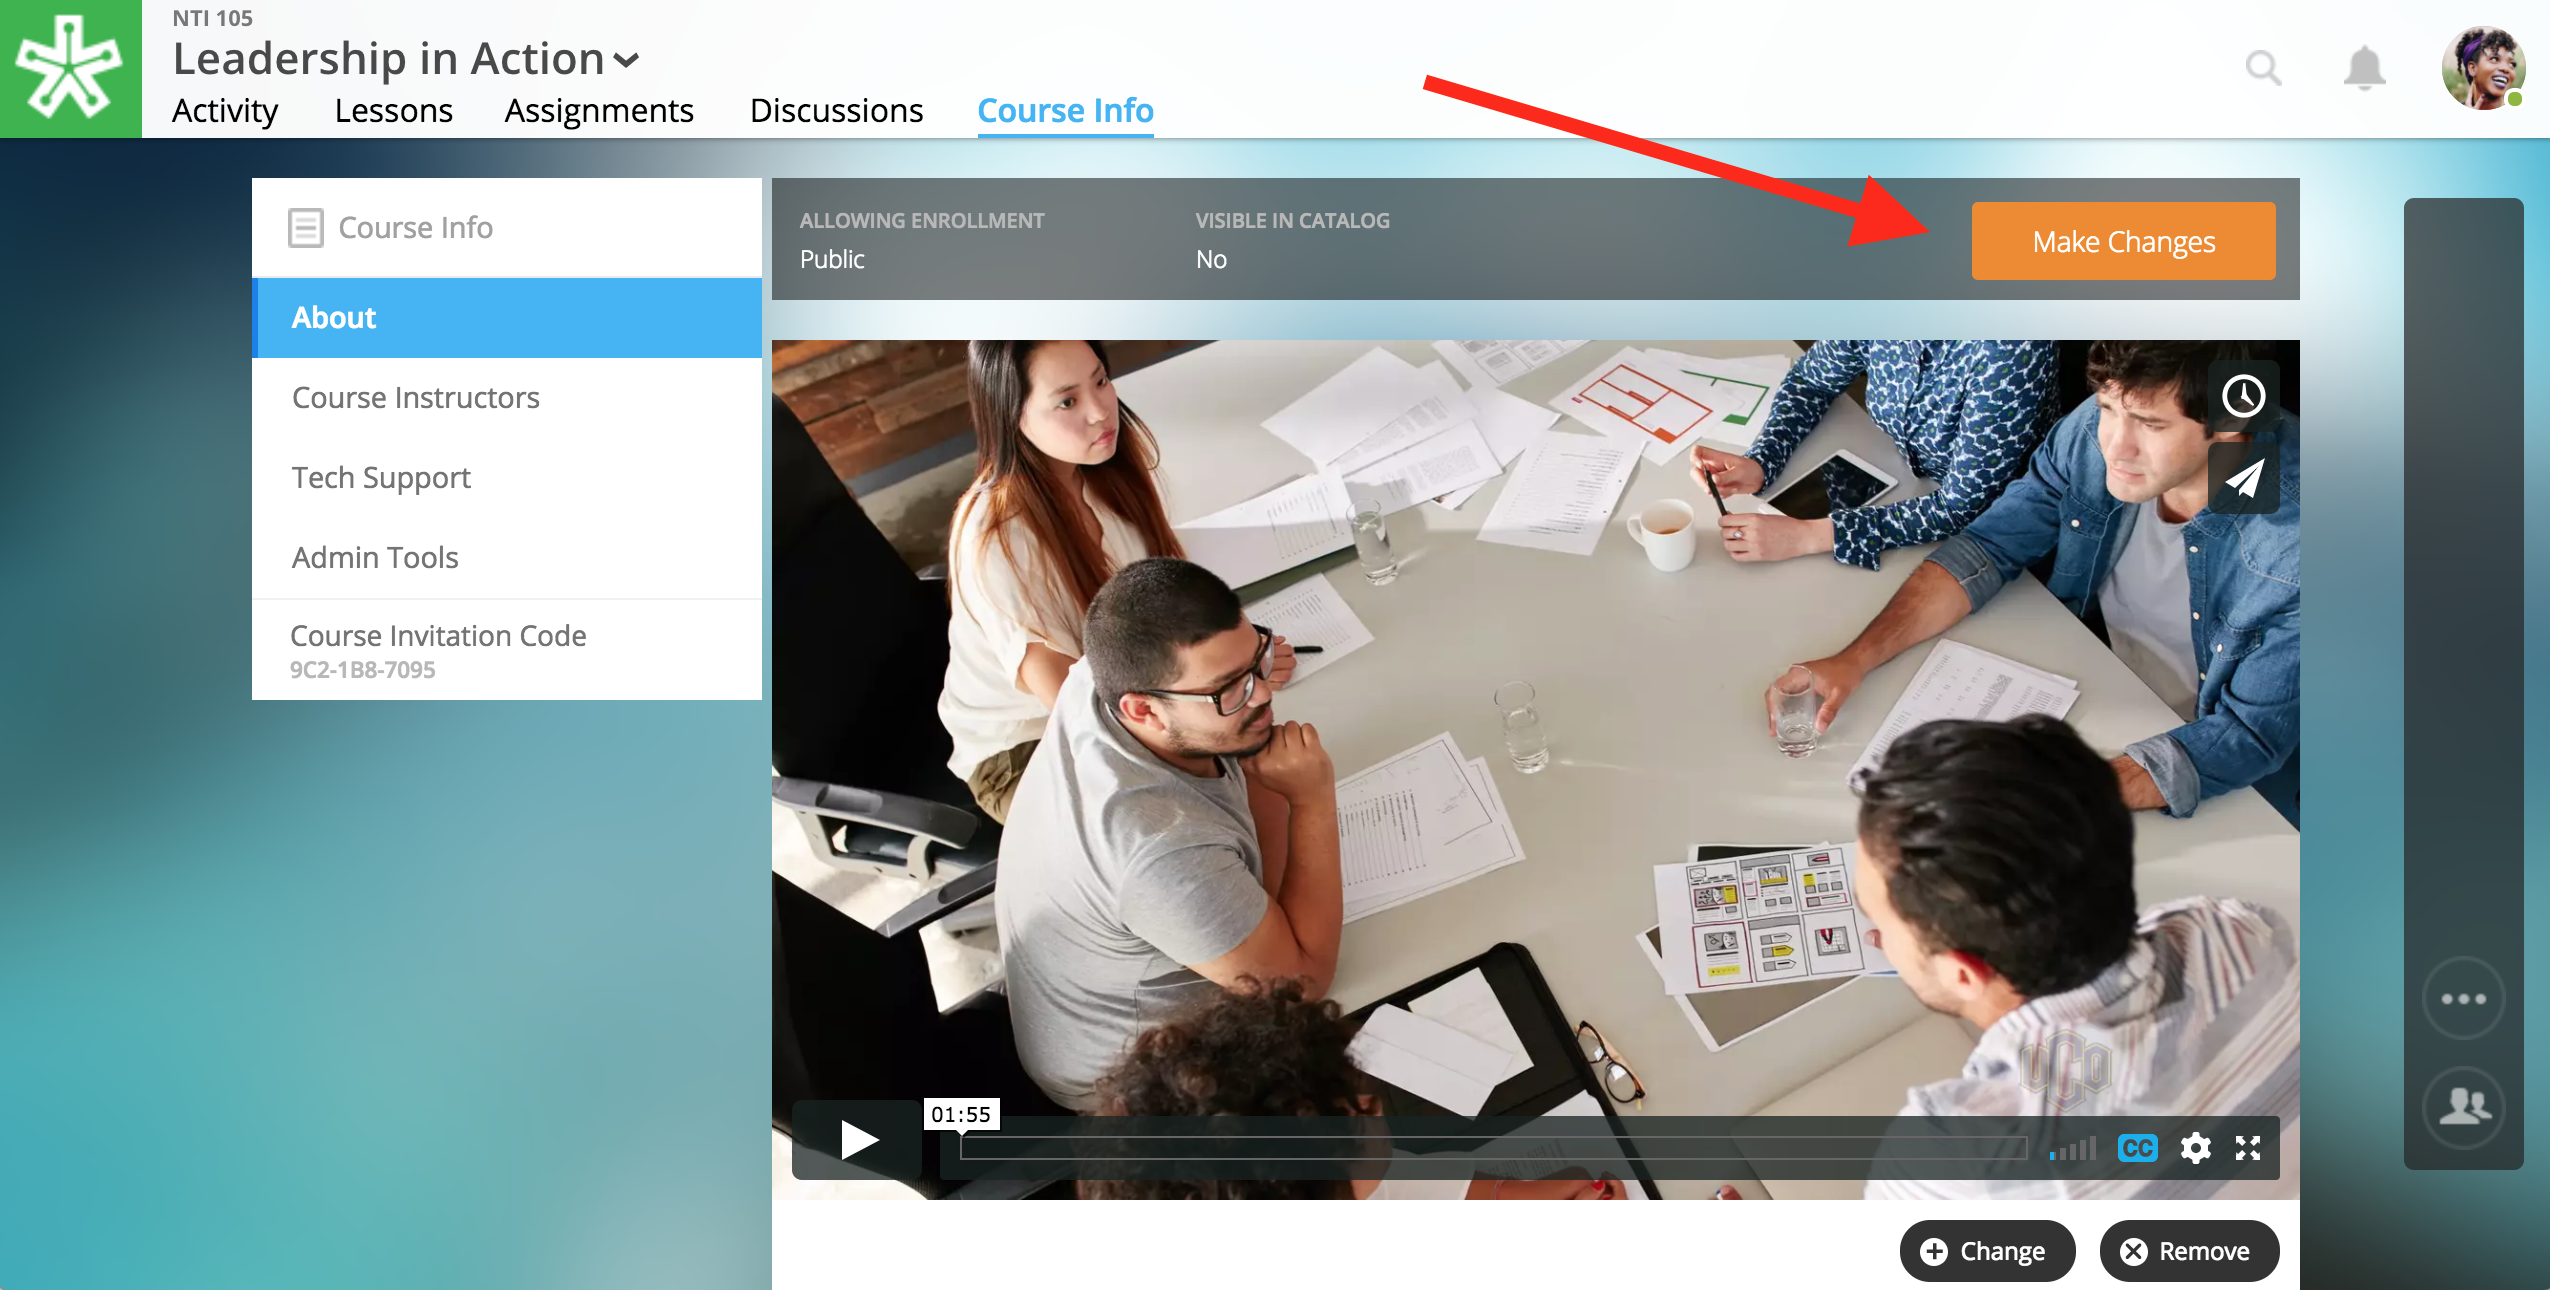 NTI 105
Leadership in Action
Activity
Lessons
Assignments
Discussions
Course Info
Course Info
About
Course Instructors
Tech Support
Admin Tools
Course Invitation Code
9C2-1B8-7095
ALLOWING ENROLLMENT
Public
VISIBLE IN CATALOG
No
Make Changes
UCO
01:55
CC
Change
Remove